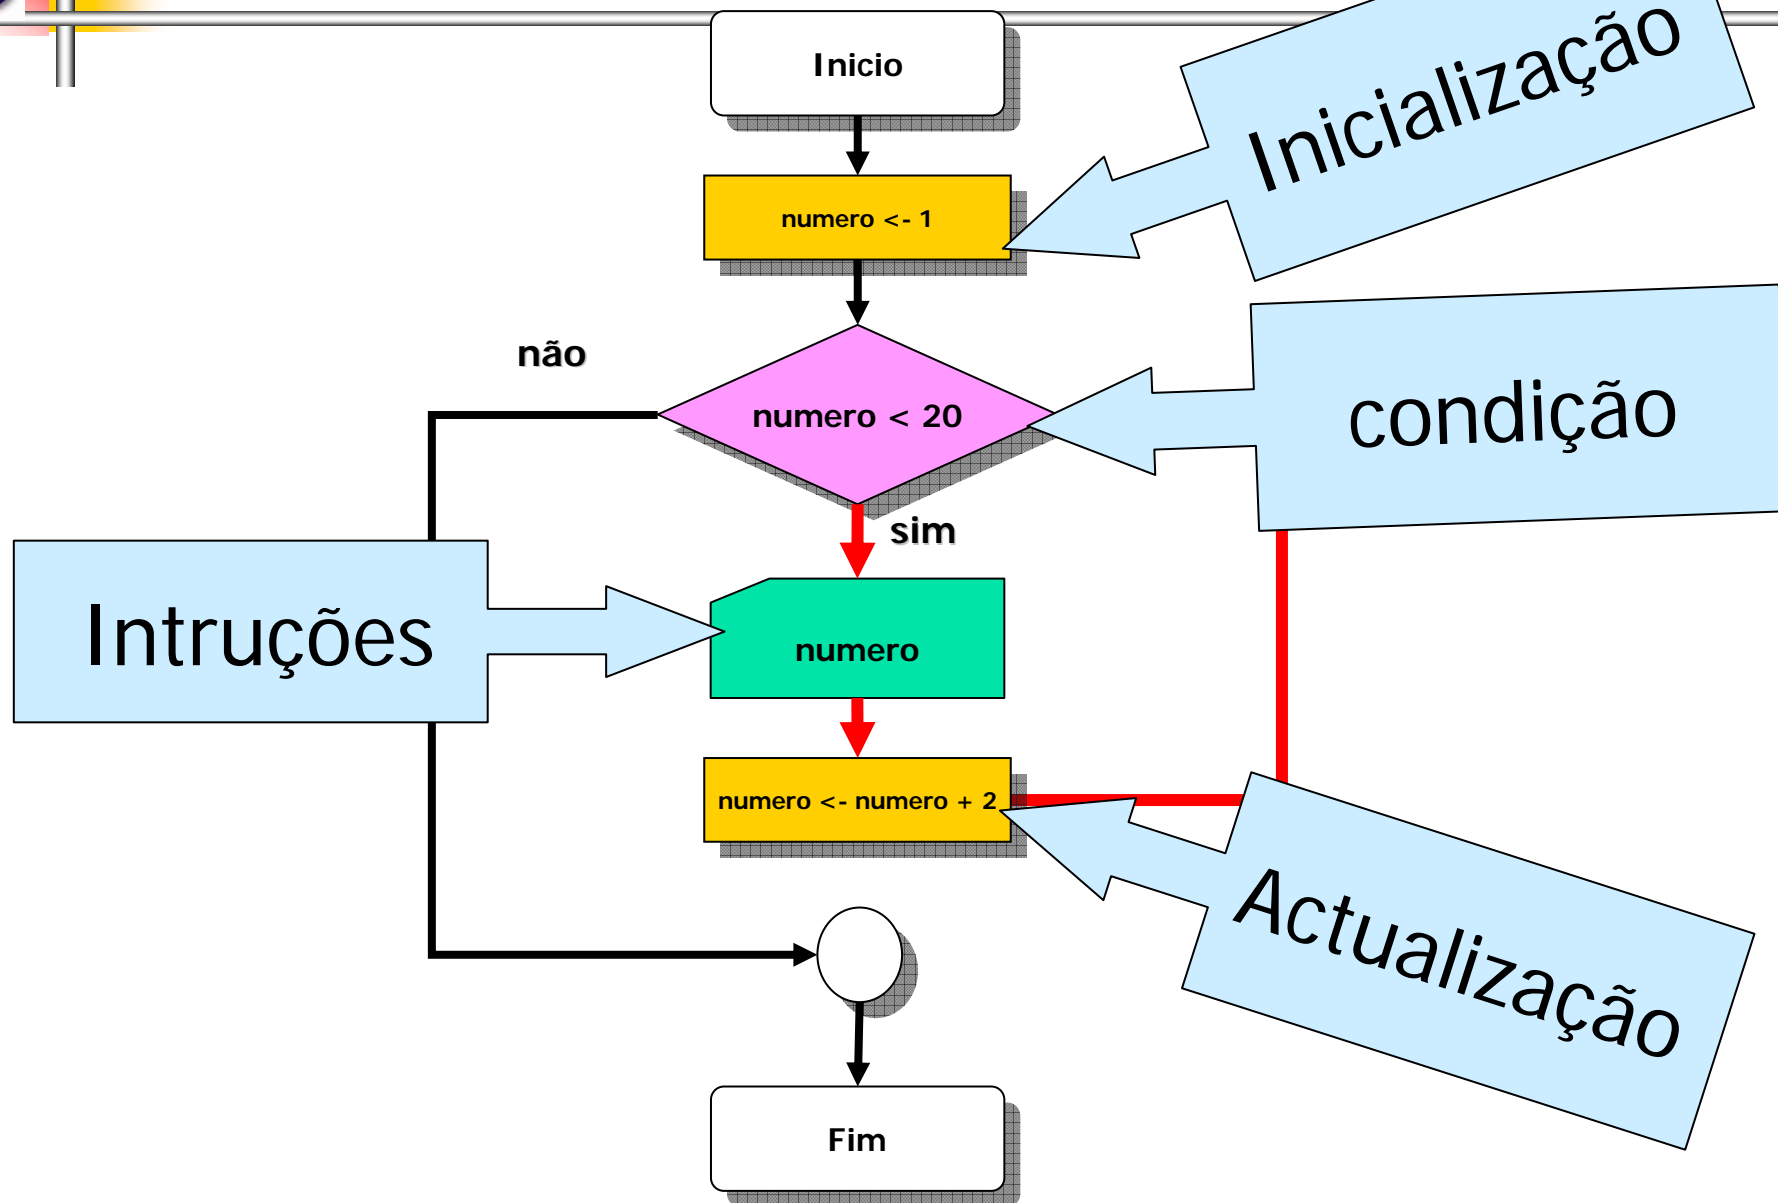 Inicio
Inicialização
numero <- 1
não
numero < 20
condição
sim
Intruções
numero
numero <- numero + 2
Actualização
Fim